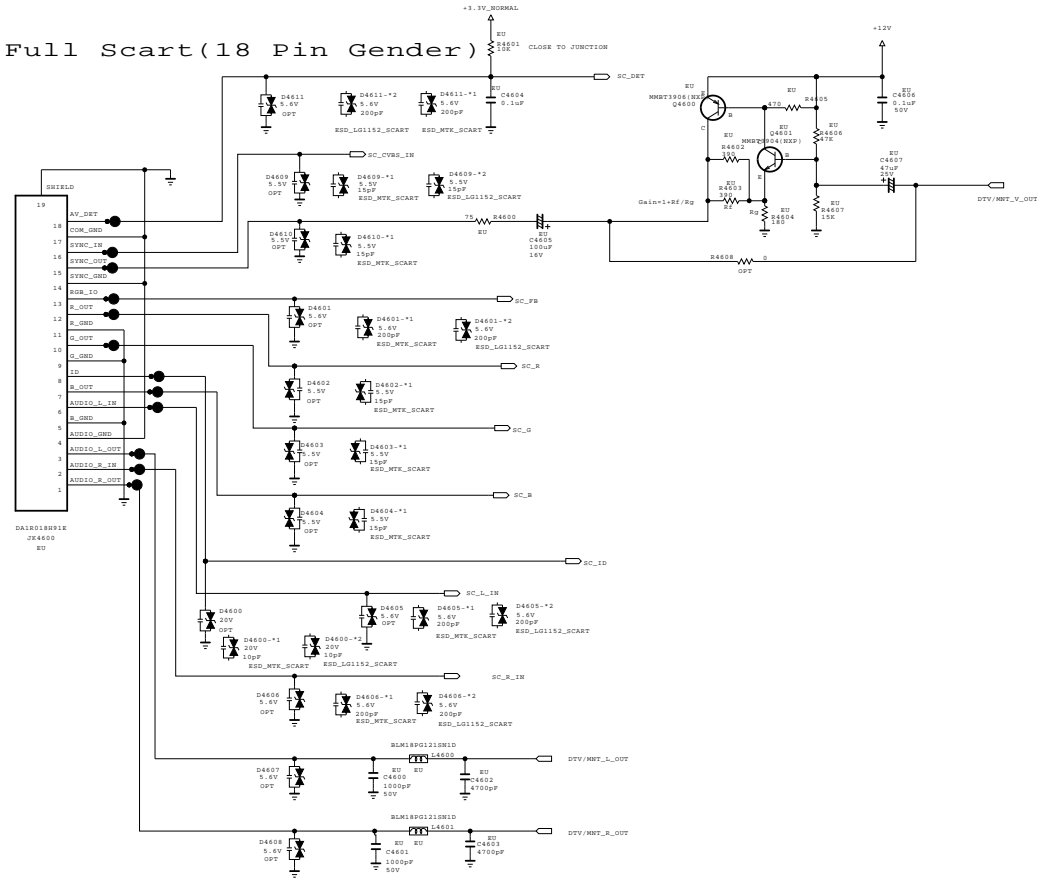 +3.3V_NORMAL
Full Scart(18 Pin Gender)
EU
R4601
10K
CLOSE TO JUNCTION
+12V
SC_DET
D4611
5.6V
OPT
D4611-*2
5.6V
200pF
ESD_LG1152_SCART
D4611-*1
5.6V
200pF
ESD_MTK_SCART
EU
C4604
0.1uF
EU
MMBT3906(NXP)
Q4600
E
B
C
EU
470
R4605
EU
Q4601
MMBT3904(NXP)
C
B
E
EU
R4606
47K
EU
C4606
0.1uF
50V
EU
C4607
47uF
25V
+
DTV/MNT_V_OUT
EU
R4602
390
EU
R4603
390
Rf
Gain=1+Rf/Rg
Rg
EU
R4604
180
EU
R4607
15K
R4608
0
OPT
SC_CVBS_IN
D4609
5.5V
OPT
D4609-*1
5.5V
15pF
ESD_MTK_SCART
D4609-*2
5.5V
15pF
ESD_LG1152_SCART
D4610
5.5V
OPT
D4610-*1
5.5V
15pF
ESD_MTK_SCART
75
R4600
EU
+
EU
C4605
100uF
16V
SHIELD
19
AV_DET
18
COM_GND
17
SYNC_IN
16
SYNC_OUT
15
SYNC_GND
14
RGB_IO
13
R_OUT
12
R_GND
11
G_OUT
10
G_GND
9
ID
8
B_OUT
7
AUDIO_L_IN
6
B_GND
5
AUDIO_GND
4
AUDIO_L_OUT
3
AUDIO_R_IN
2
AUDIO_R_OUT
1
DA1R018H91E
JK4600
EU
SC_FB
D4601
5.6V
OPT
D4601-*1
5.6V
200pF
ESD_MTK_SCART
D4601-*2
5.6V
200pF
ESD_LG1152_SCART
SC_R
D4602
5.5V
OPT
D4602-*1
5.5V
15pF
ESD_MTK_SCART
SC_G
D4603
5.5V
OPT
D4603-*1
5.5V
15pF
ESD_MTK_SCART
SC_B
D4604
5.5V
OPT
D4604-*1
5.5V
15pF
ESD_MTK_SCART
SC_ID
D4600
20V
OPT
D4600-*1
20V
10pF
ESD_MTK_SCART
D4600-*2
20V
10pF
ESD_LG1152_SCART
SC_L_IN
D4605
5.6V
OPT
D4605-*1
5.6V
200pF
ESD_MTK_SCART
D4605-*2
5.6V
200pF
ESD_LG1152_SCART
SC_R_IN
D4606
5.6V
OPT
D4606-*1
5.6V
200pF
ESD_MTK_SCART
D4606-*2
5.6V
200pF
ESD_LG1152_SCART
BLM18PG121SN1D
L4600
EU
DTV/MNT_L_OUT
D4607
5.6V
OPT
EU
C4600
1000pF
50V
EU
C4602
4700pF
BLM18PG121SN1D
L4601
EU
DTV/MNT_R_OUT
D4608
5.6V
OPT
EU
C4601
1000pF
50V
EU
C4603
4700pF